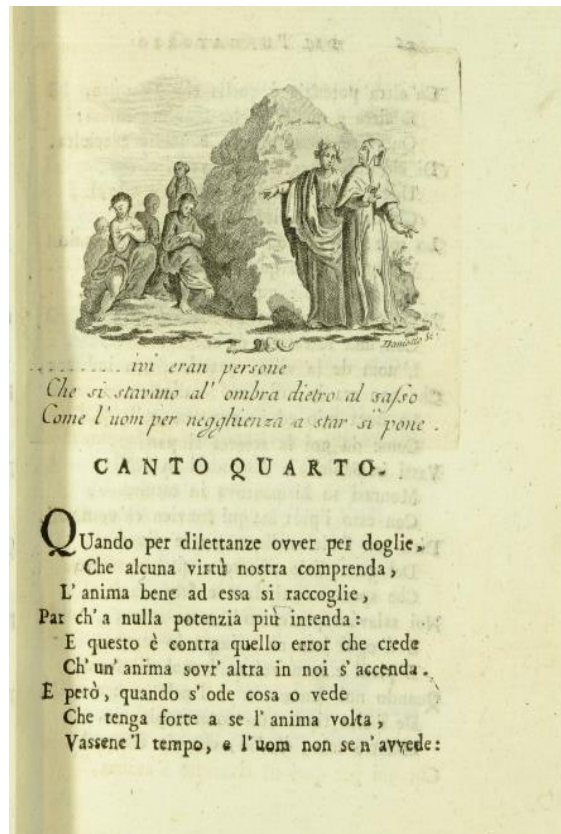 . . . . . . . . . ivi eran persone
Che si stavano al' ombra dietro al sasso
Come l'uom per negghienza a star si pone .
CANTO QUARTO.
QUando per dilettanze ovver per doglie,
Che alcuna virtù nostra comprenda,
L' anima bene ad essa si raccoglie,
Par ch'a nulla potenzia più intenda:
E questo è contra quello error che crede
Ch' un' anima sovr' altra in noi s' accenda.
E però, quando s' ode cosa o vede
Che tenga forte a se l' anima volta,
Vassene 'l tempo, e l'uom non se n' avvede: